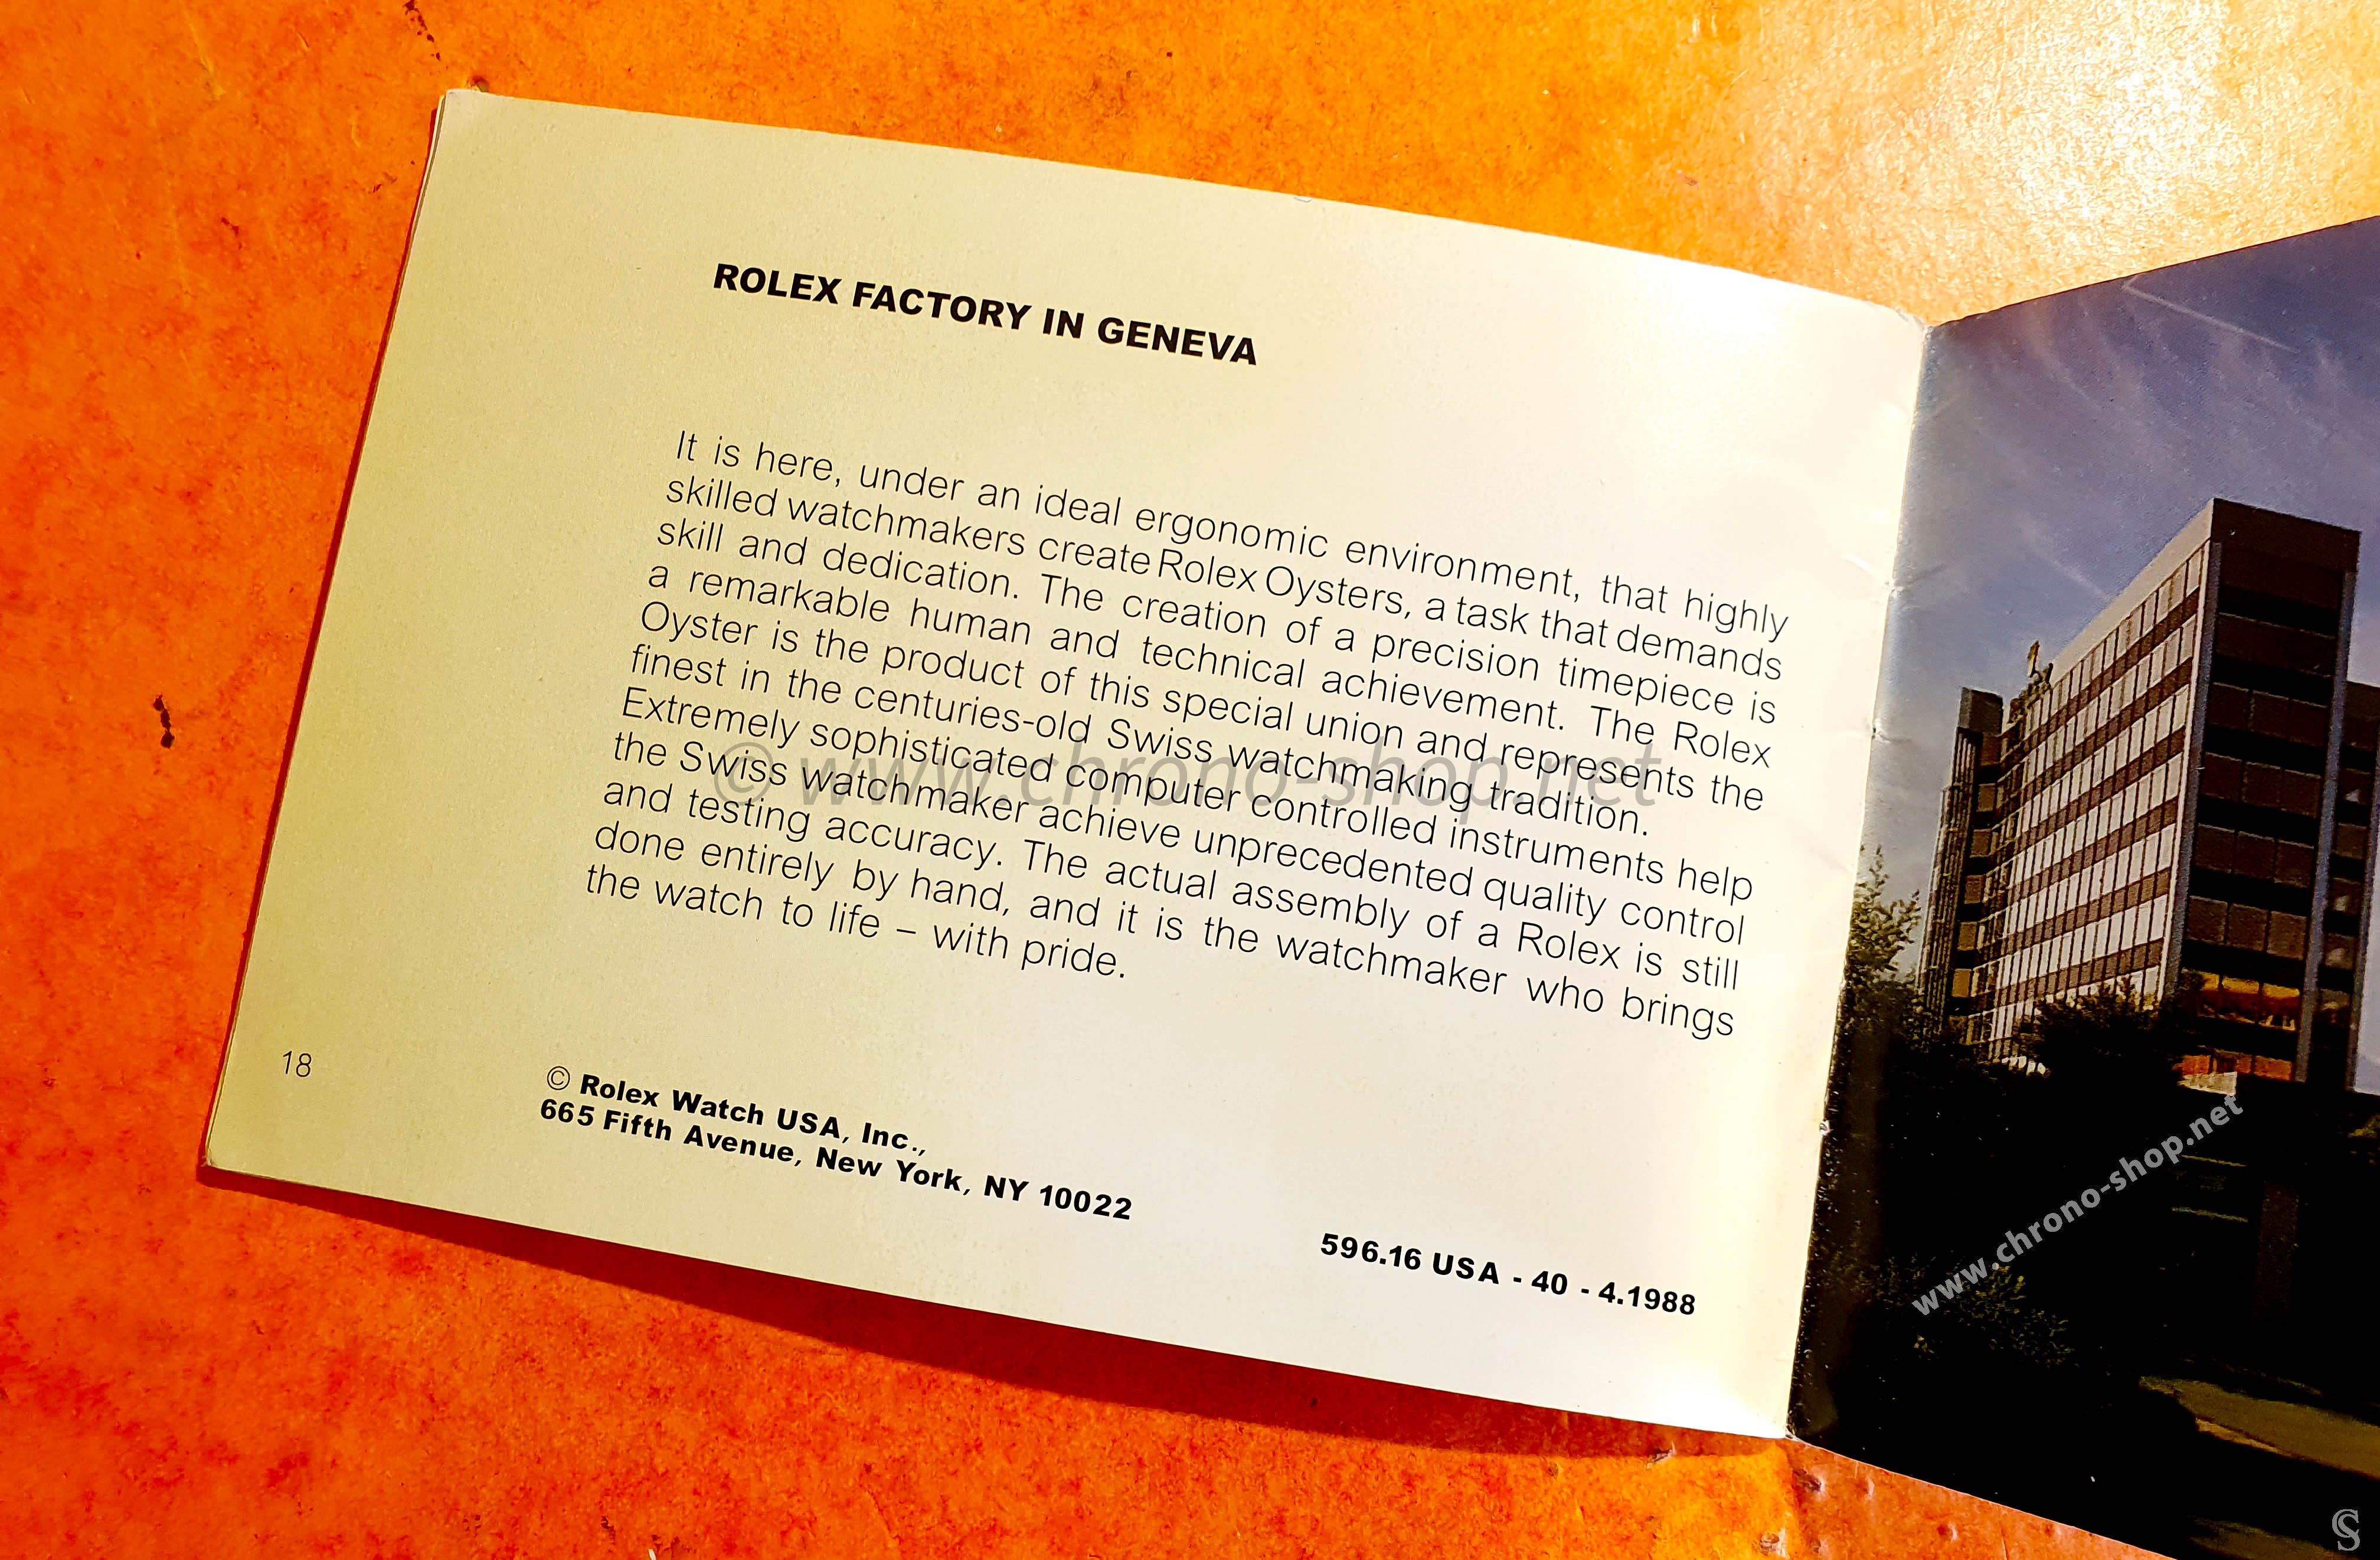 ROLEX FACTORY IN GENEVA
It is here, under an ideal ergonomic environment, that highly
skilled watchmakers create Rolex Oysters, a task that demands
skill and dedication. The creation of a precision timepiece is
a remarkable human and technical achievement. The Rolex
Oyster is the product of this special union and represents the
finest in the centuries-old Swiss watchmaking tradition.
Extremely sophisticated computer controlled instruments help
the Swiss watchmaker achieve unprecedented quality control
and testing accuracy. The actual assembly of a Rolex is still
done entirely by hand, and it is the watchmaker who brings
the watch to life – with pride.
© www.chrono-shop.net
18
© Rolex Watch USA, Inc.,
665 Fifth Avenue, New York, NY 10022
596.16 USA - 40 - 4.1988
www.chrono-shop.net